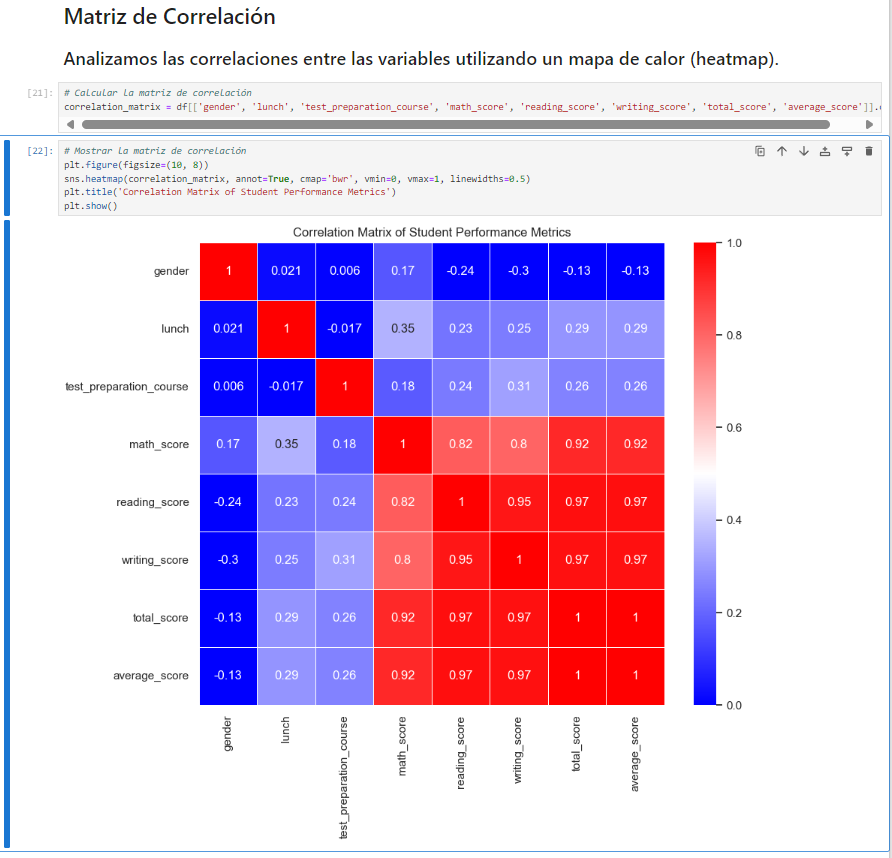 Matriz de Correlación
Analizamos las correlaciones entre las variables utilizando un mapa de calor (heatmap).
[21]: # Calcular la matriz de correlación
correlation_matrix = df[['gender', 'lunch', 'test_preparation_course', 'math_score', 'reading_score', 'writing_score', 'total_score', 'average_score']].
[22]: # Mostrar la matriz de correlación
plt.figure(figsize=(10, 8))
sns.heatmap(correlation_matrix, annot=True, cmap='bwr', vmin=0, vmax=1, linewidths=0.5)
plt.title('Correlation Matrix of Student Performance Metrics')
plt.show()
Correlation Matrix of Student Performance Metrics
gender 1 0.021 0.006 0.17 -0.24 -0.3 -0.13 -0.13
lunch 0.021 1 -0.017 0.35 0.23 0.25 0.29 0.29
test_preparation_course 0.006 -0.017 1 0.18 0.24 0.31 0.26 0.26
math_score 0.17 0.35 0.18 1 0.82 0.8 0.92 0.92
reading_score -0.24 0.23 0.24 0.82 1 0.95 0.97 0.97
writing_score -0.3 0.25 0.31 0.8 0.95 1 0.97 0.97
total_score -0.13 0.29 0.26 0.92 0.97 0.97 1 1
average_score -0.13 0.29 0.26 0.92 0.97 0.97 1 1
gender
lunch
test_preparation_course
math_score
reading_score
writing_score
total_score
average_score
1.0
0.8
0.6
0.4
0.2
0.0